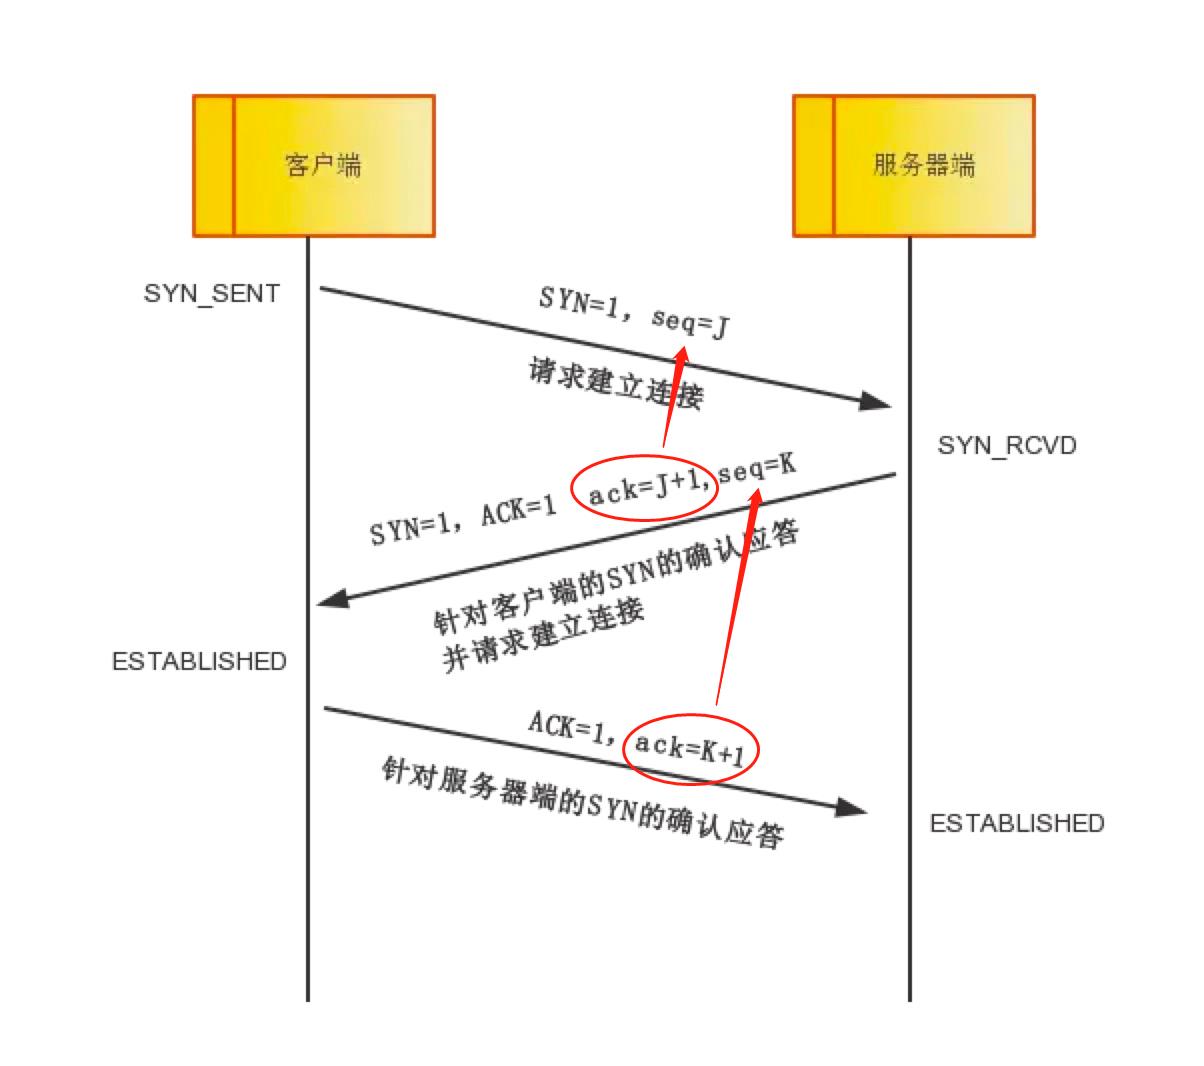 客户端
服务器端
SYN_SENT
SYN=1, seq=J
请求建立连接
SYN_RCVD
SYN=1, ACK=1 ack=J+1,seq=K
针对客户端的SYN的确认应答
并请求建立连接
ESTABLISHED
ACK=1, ack=K+1
针对服务器端的SYN的确认应答
ESTABLISHED